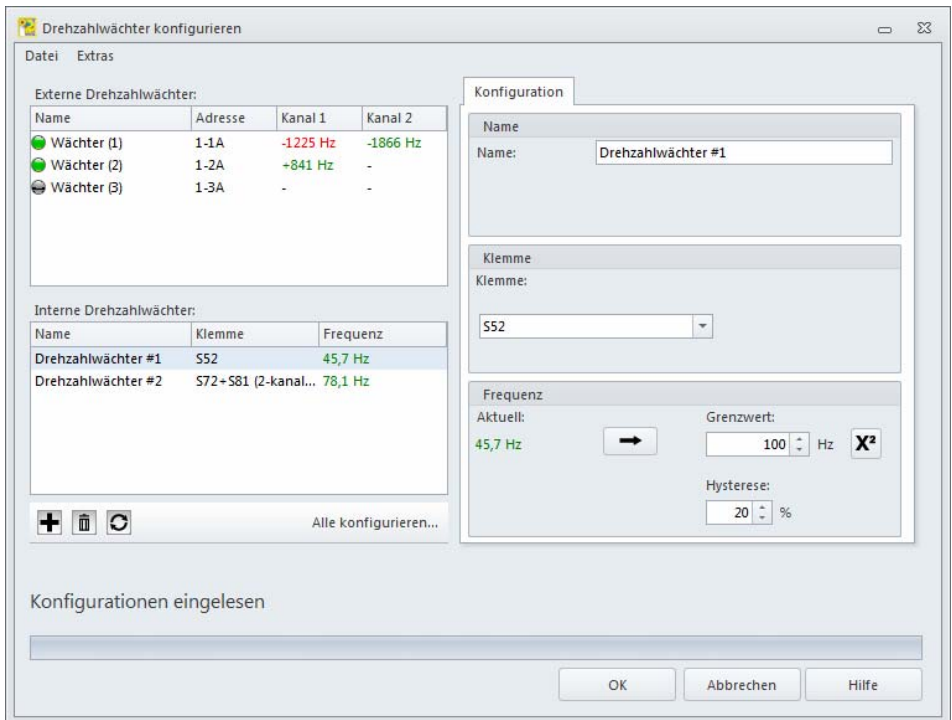 Drehzahlwächter konfigurieren
Datei Extras
Externe Drehzahlwächter:
Name Adresse Kanal 1 Kanal 2
Wächter (1) 1-1A -1225 Hz -1866 Hz
Wächter (2) 1-2A +841 Hz -
Wächter (3) 1-3A - -
Interne Drehzahlwächter:
Name Klemme Frequenz
Drehzahlwächter #1 S52 45,7 Hz
Drehzahlwächter #2 S72+S81 (2-kanal... 78,1 Hz
Alle konfigurieren...
Konfiguration
Name
Name: Drehzahlwächter #1
Klemme
Klemme:
S52
Frequenz
Aktuell: Grenzwert:
45,7 Hz 100 Hz X²
Hysterese:
20 %
Konfigurationen eingelesen
OK Abbrechen Hilfe